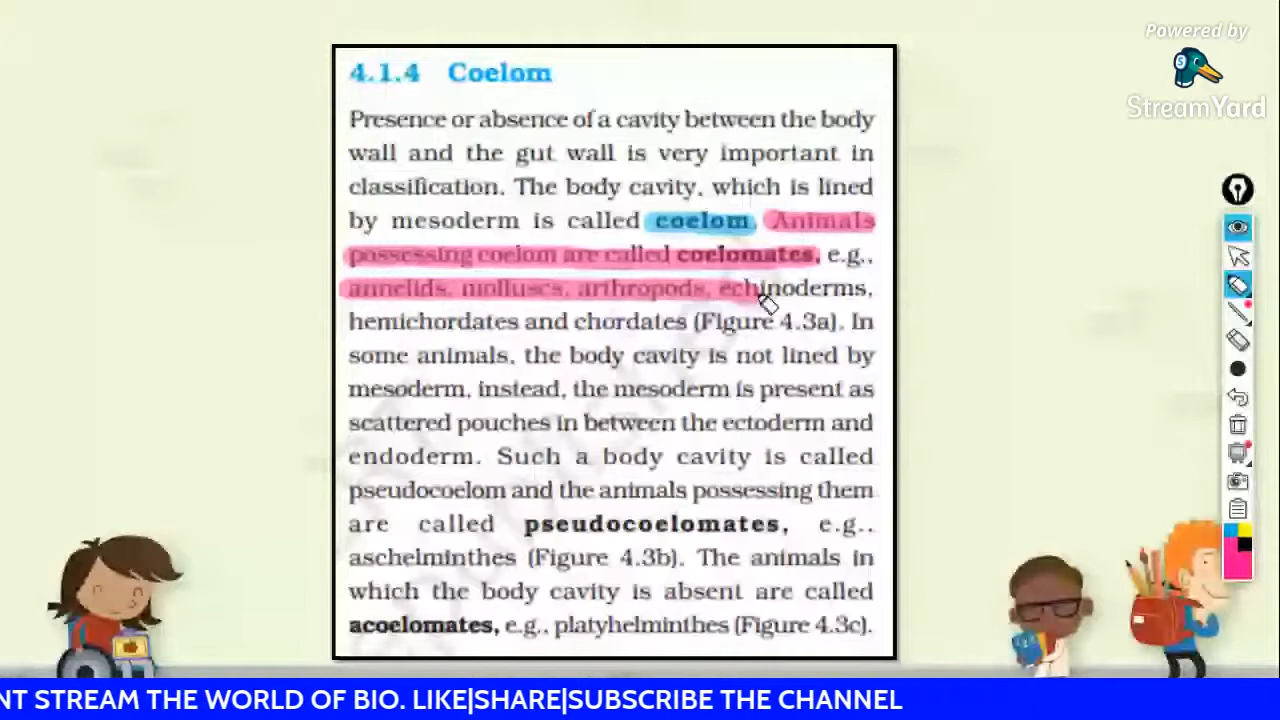 Powered by
StreamYard
4.1.4 Coelom
Presence or absence of a cavity between the body
wall and the gut wall is very important in
classification. The body cavity, which is lined
by mesoderm is called coelom. Animals
possessing coelom are called coelomates, e.g.,
annelids, molluscs, arthropods, echinoderms,
hemichordates and chordates (Figure 4.3a). In
some animals, the body cavity is not lined by
mesoderm, instead, the mesoderm is present as
scattered pouches in between the ectoderm and
endoderm. Such a body cavity is called
pseudocoelom and the animals possessing them
are called pseudocoelomates, e.g.,
aschelminthes (Figure 4.3b). The animals in
which the body cavity is absent are called
acoelomates, e.g., platyhelminthes (Figure 4.3c).
NT STREAM THE WORLD OF BIO. LIKE|SHARE|SUBSCRIBE THE CHANNEL